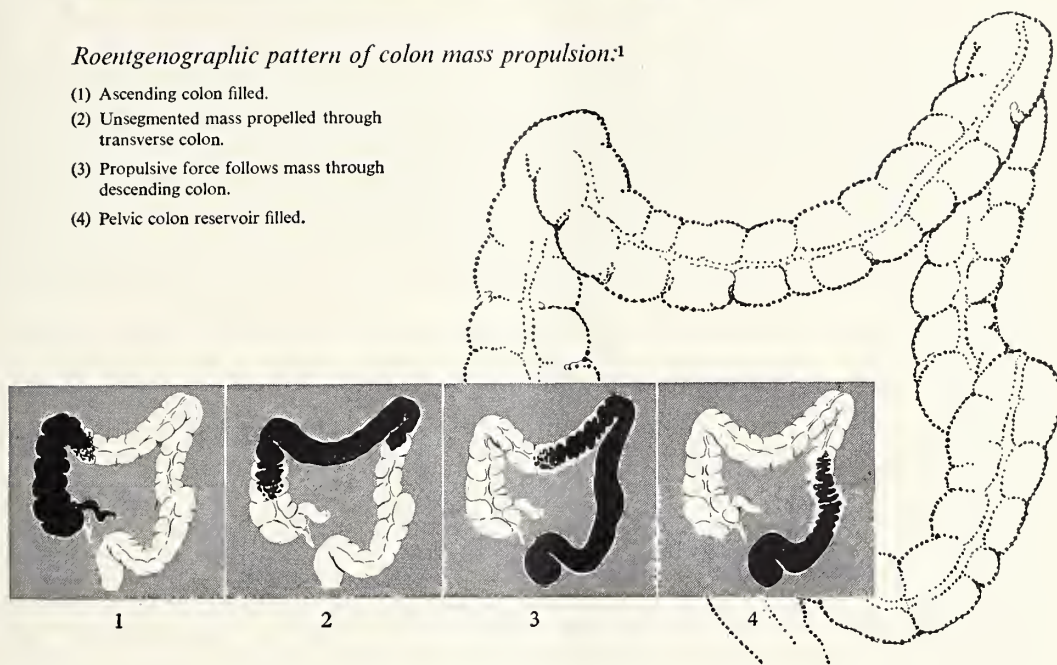 Roentgenographic pattern of colon mass propulsion:1
(1) Ascending colon filled.
(2) Unsegmented mass propelled through
transverse colon.
(3) Propulsive force follows mass through
descending colon.
(4) Pelvic colon reservoir filled.
1 2 3 4